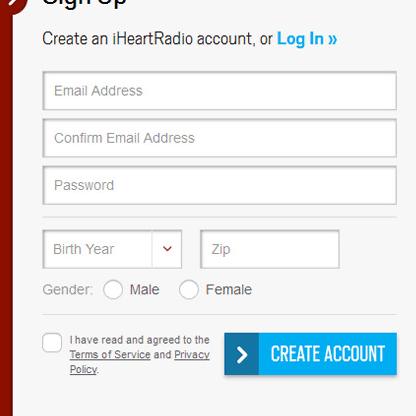 Sign Up
Create an iHeartRadio account, or Log In »
Email Address
Confirm Email Address
Password
Birth Year Zip
Gender: Male Female
I have read and agreed to the
Terms of Service and Privacy
Policy.
CREATE ACCOUNT